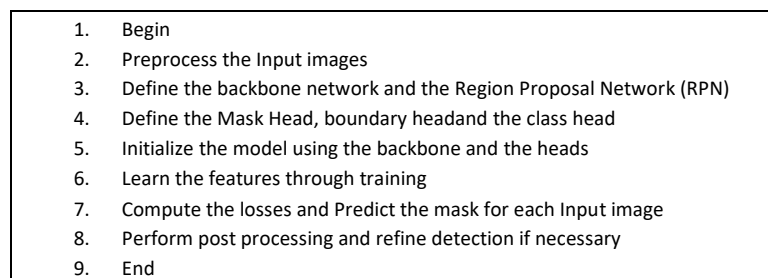 1. Begin
2. Preprocess the Input images
3. Define the backbone network and the Region Proposal Network (RPN)
4. Define the Mask Head, boundary headand the class head
5. Initialize the model using the backbone and the heads
6. Learn the features through training
7. Compute the losses and Predict the mask for each Input image
8. Perform post processing and refine detection if necessary
9. End